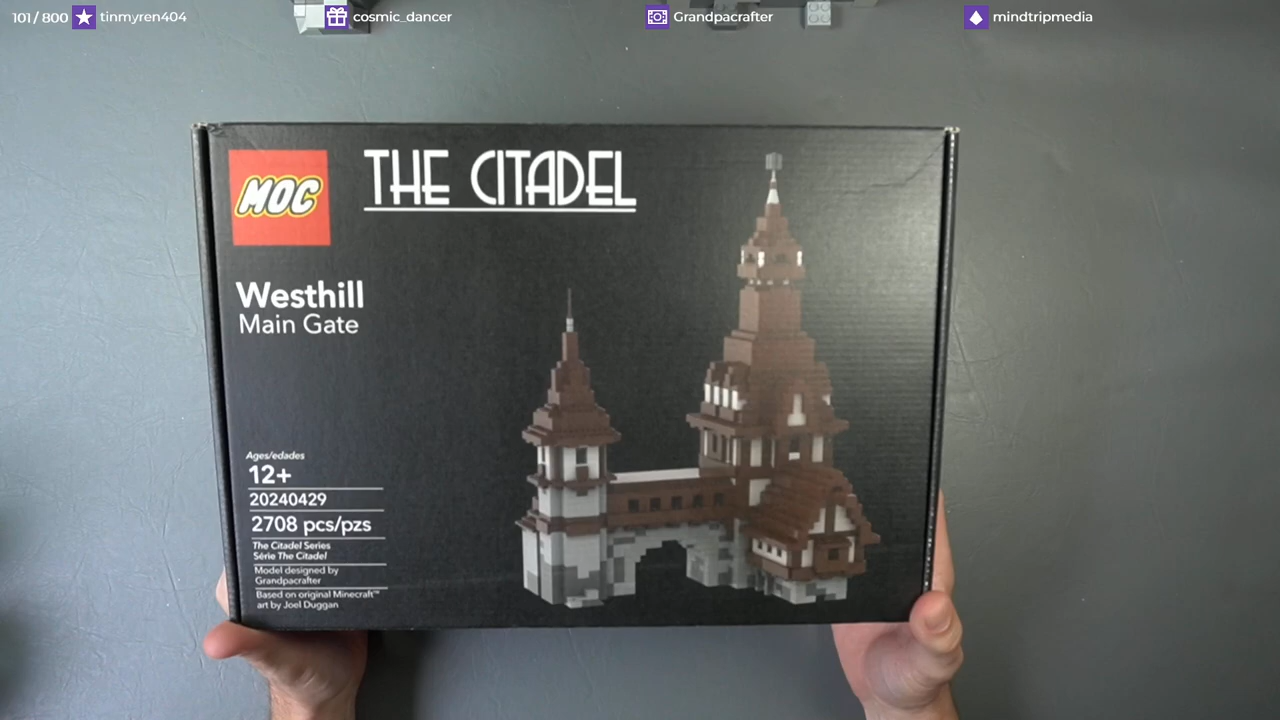 101 / 800 tinmyren404 cosmic_dancer Grandpacrafter mindtripmedia
MOC
THE CITADEL
Westhill
Main Gate
Ages/edades
12+
20240429
2708 pcs/pzs
The Citadel Series
Série The Citadel
Model designed by
Grandpacrafter
Based on original Minecraft™
art by Joel Duggan